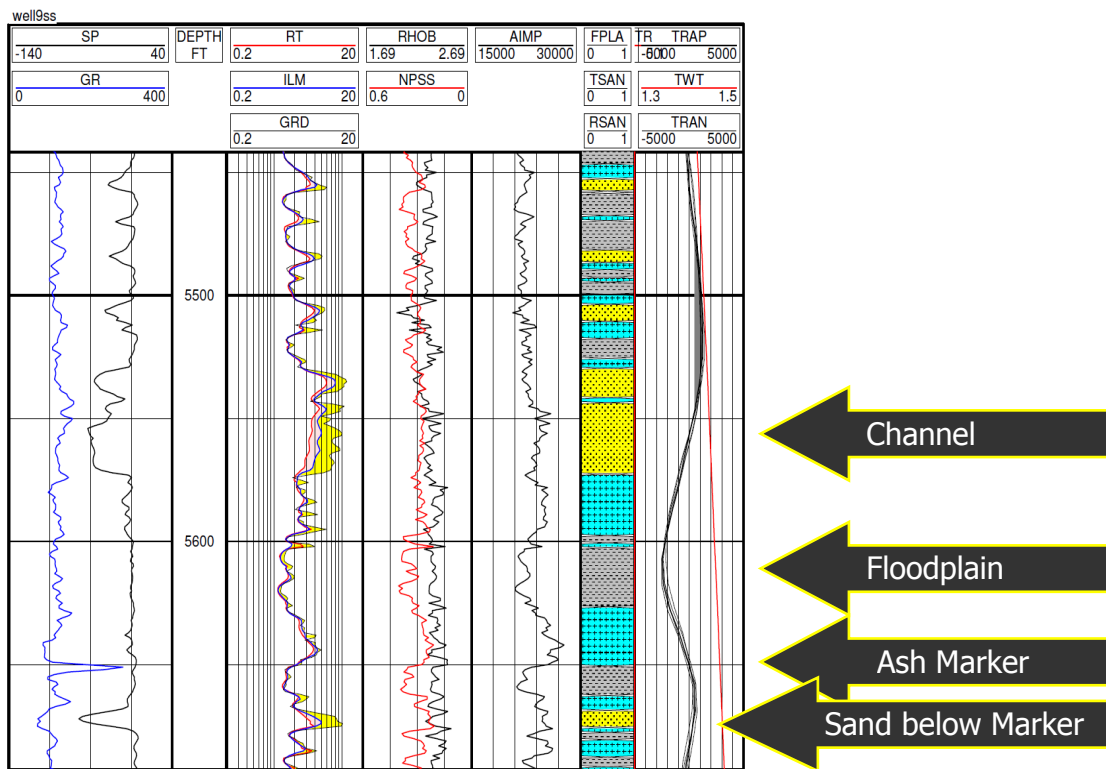 well9ss
SP DEPTH RT RHOB AIMP FPLA TR TRAP
-140 40 FT 0.2 20 1.69 2.69 15000 30000 0 1 5000
GR ILM NPSS TSAN TWT
0 400 0.2 20 0.6 0 0 1 1.3 1.5
GRD RSAN TRAN
0.2 20 0 1 -5000 5000
5500
Channel
5600
Floodplain
Ash Marker
Sand below Marker